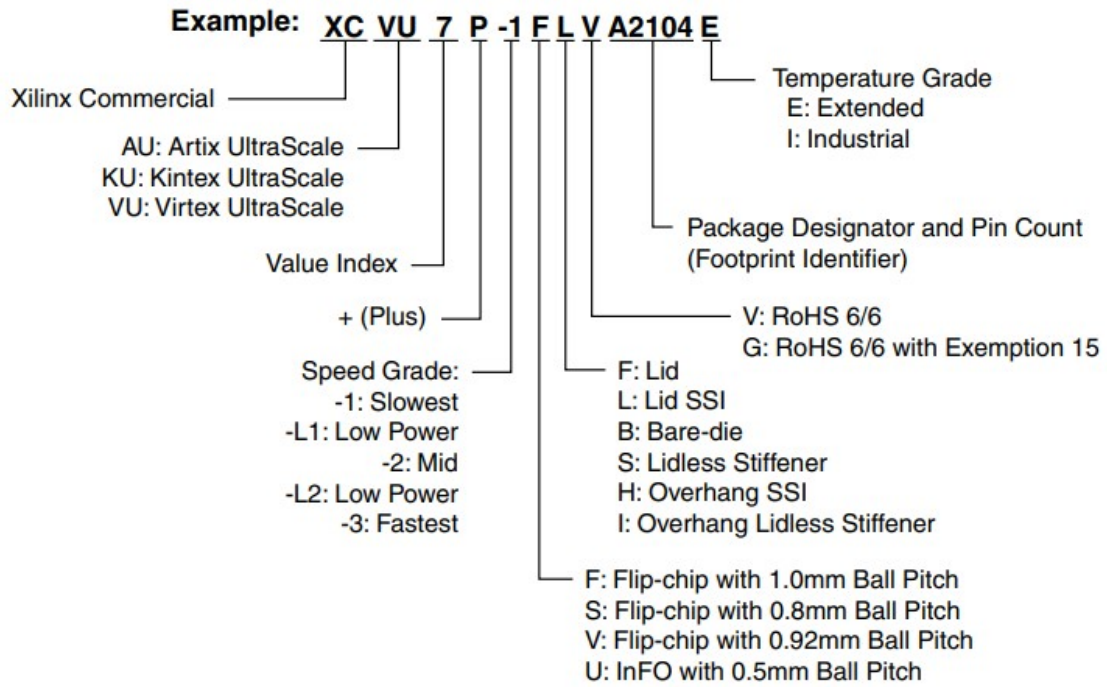 Example: XC VU 7 P -1 F L V A2104 E
Xilinx Commercial
AU: Artix UltraScale
KU: Kintex UltraScale
VU: Virtex UltraScale
Value Index
+ (Plus)
Speed Grade:
-1: Slowest
-L1: Low Power
-2: Mid
-L2: Low Power
-3: Fastest
Temperature Grade
E: Extended
I: Industrial
Package Designator and Pin Count
(Footprint Identifier)
V: RoHS 6/6
G: RoHS 6/6 with Exemption 15
F: Lid
L: Lid SSI
B: Bare-die
S: Lidless Stiffener
H: Overhang SSI
I: Overhang Lidless Stiffener
F: Flip-chip with 1.0mm Ball Pitch
S: Flip-chip with 0.8mm Ball Pitch
V: Flip-chip with 0.92mm Ball Pitch
U: InFO with 0.5mm Ball Pitch